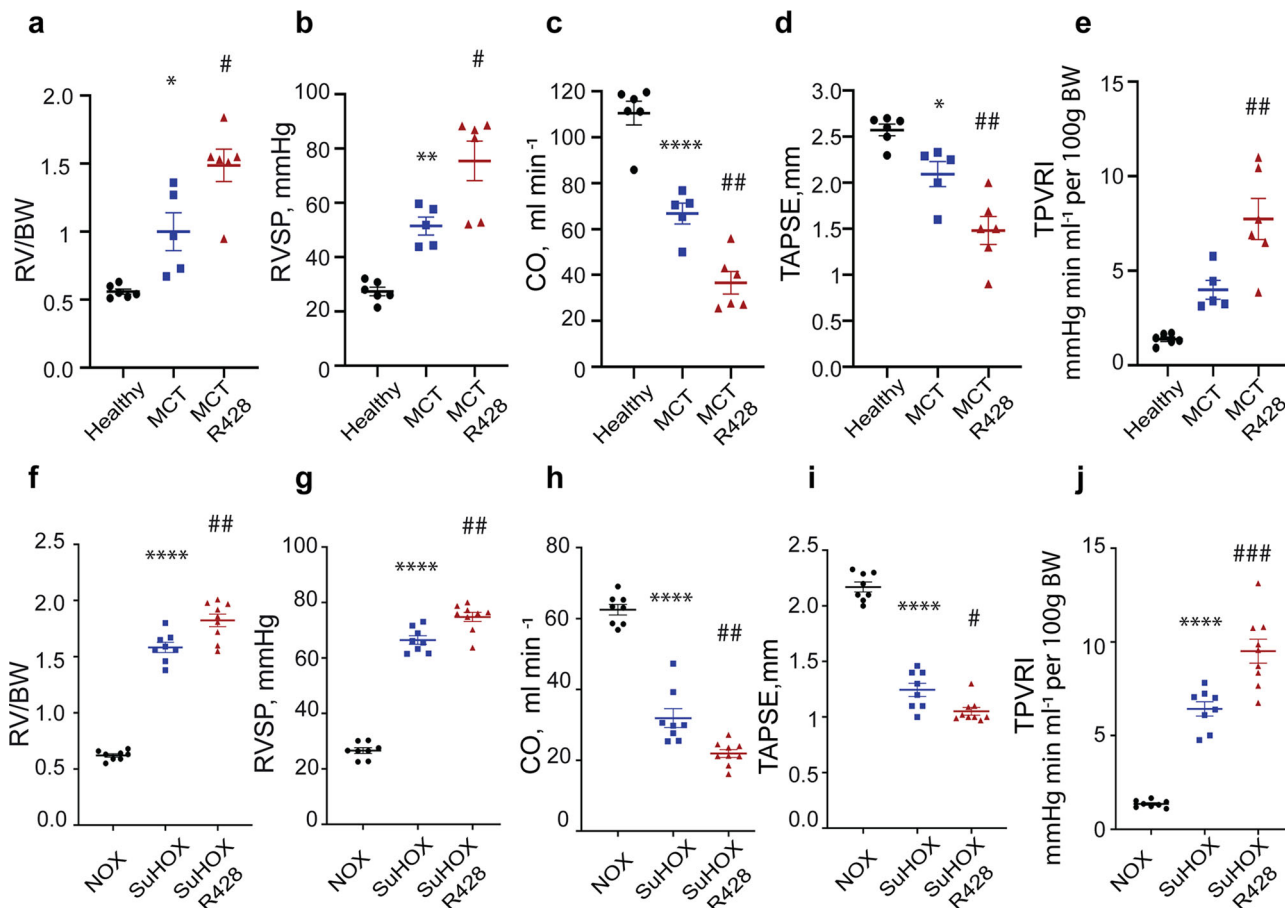 a
RV/BW
2.0
1.5
1
0.5
0.0
*
#
Healthy
MCT
MCT
R428
b
RVSP, mmHg
100
80
60
40
20
0
**
#
Healthy
MCT
MCT
R428
c
CO, ml min⁻¹
120
100
80
60
40
20
0
****
##
Healthy
MCT
MCT
R428
d
TAPSE,mm
3.0
2.5
2.0
1.5
1
0.5
0.0
*
##
Healthy
MCT
MCT
R428
e
TPVRI
mmHg min ml⁻¹ per 100g BW
15
10
5
0
##
Healthy
MCT
MCT
R428
f
RV/BW
2.5
2.0
1.5
1
0.5
0.0
****
##
NOX
SuHOX
SuHOX
R428
g
RVSP, mmHg
100
80
60
40
20
0
****
##
NOX
SuHOX
SuHOX
R428
h
CO, ml min⁻¹
80
60
40
20
0
****
##
NOX
SuHOX
SuHOX
R428
i
TAPSE,mm
2.5
2.0
1.5
1
0.5
0.0
****
#
NOX
SuHOX
SuHOX
R428
j
TPVRI
mmHg min ml⁻¹ per 100g BW
15
10
5
0
****
###
NOX
SuHOX
SuHOX
R428